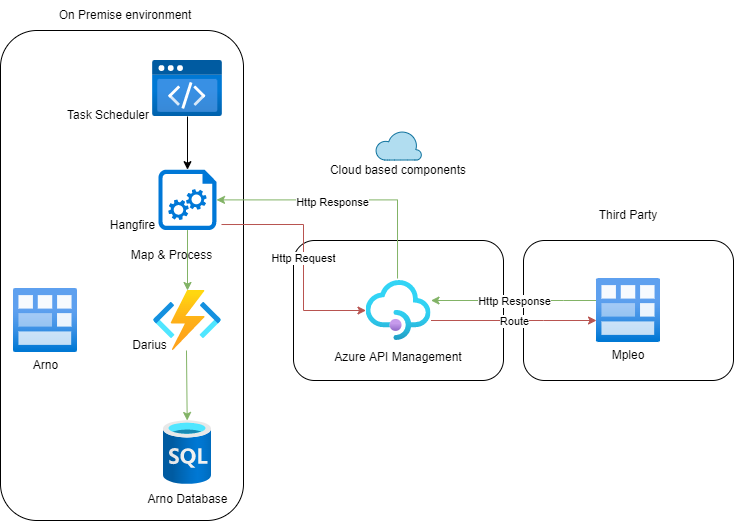 On Premise environment
</>
Task Scheduler
Cloud based components
Http Response
Third Party
Hangfire
Map & Process
Http Request
Http Response
Route
Darius
Arno
Azure API Management
Mpleo
SQL
Arno Database